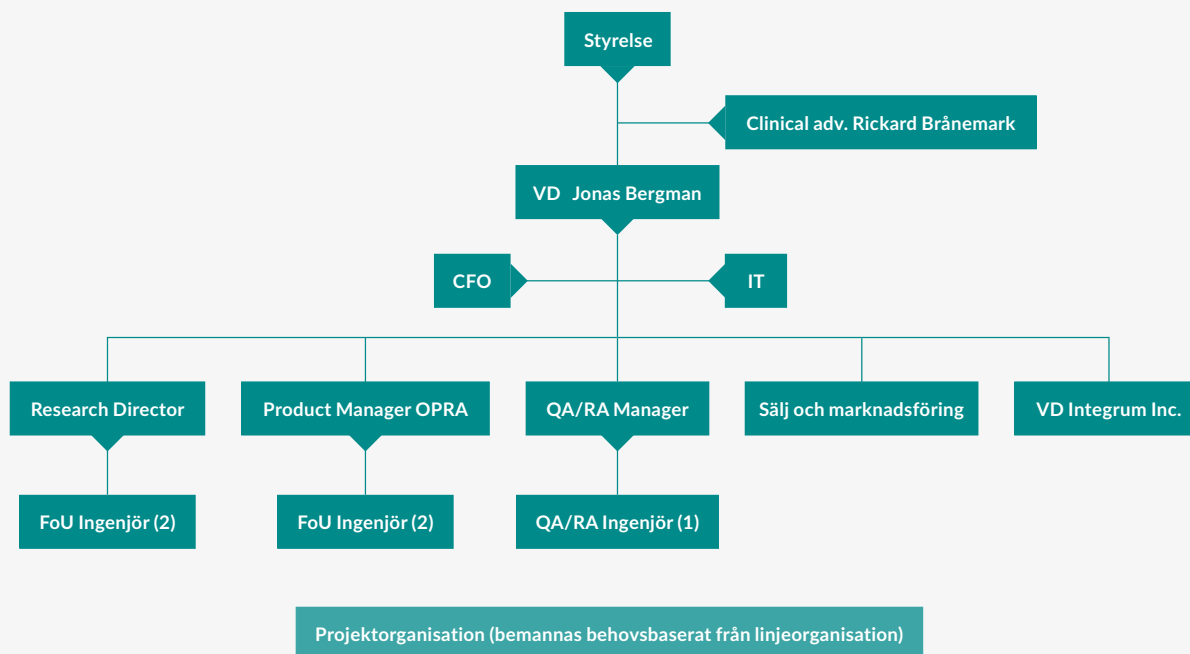 Styrelse
Clinical adv. Rickard Brånemark
VD Jonas Bergman
CFO
IT
Research Director
Product Manager OPRA
QA/RA Manager
Sälj och marknadsföring
VD Integrum Inc.
FoU Ingenjör (2)
FoU Ingenjör (2)
QA/RA Ingenjör (1)
Projektorganisation (bemannas behovsbaserat från linjeorganisation)